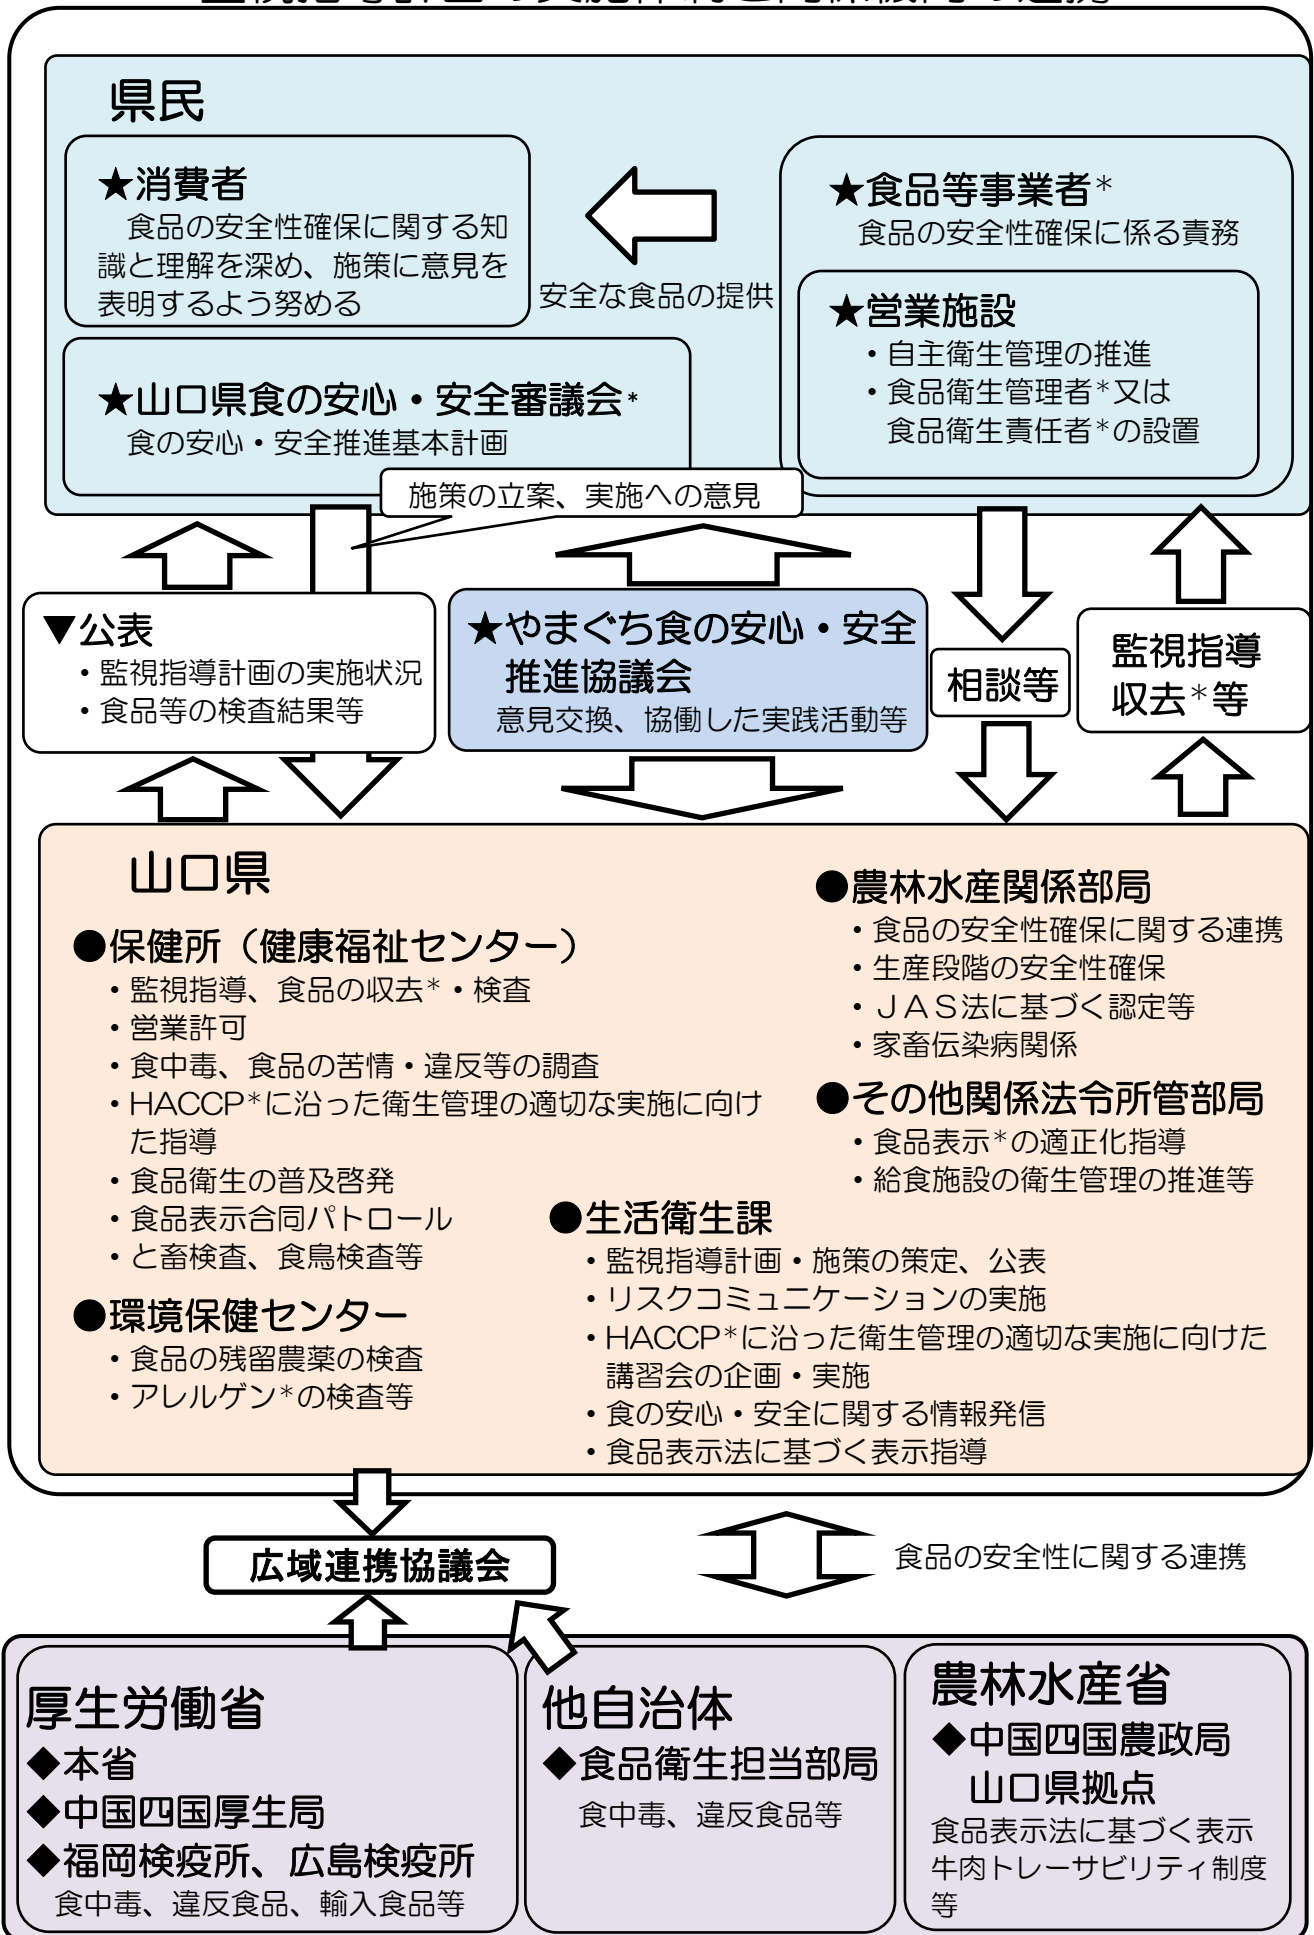 県民
★消費者
食品の安全性確保に関する知
識と理解を深め、施策に意見を
表明するよう努める
安全な食品の提供
★食品等事業者*
食品の安全性確保に係る責務
★営業施設
・自主衛生管理の推進
・食品衛生管理者*又は
食品衛生責任者*の設置
★山口県食の安心・安全審議会*
食の安心・安全推進基本計画
施策の立案、実施への意見
▼公表
・監視指導計画の実施状況
・食品等の検査結果等
★やまぐち食の安心・安全
推進協議会
意見交換、協働した実践活動等
相談等
監視指導
収去*等
山口県
●保健所（健康福祉センター）
・監視指導、食品の収去*・検査
・営業許可
・食中毒、食品の苦情・違反等の調査
・HACCP*に沿った衛生管理の適切な実施に向け
た指導
・食品衛生の普及啓発
・食品表示合同パトロール
・と畜検査、食鳥検査等
●環境保健センター
・食品の残留農薬の検査
・アレルゲン*の検査等
●農林水産関係部局
・食品の安全性確保に関する連携
・生産段階の安全性確保
・ＪＡＳ法に基づく認定等
・家畜伝染病関係
●その他関係法令所管部局
・食品表示*の適正化指導
・給食施設の衛生管理の推進等
●生活衛生課
・監視指導計画・施策の策定、公表
・リスクコミュニケーションの実施
・HACCP*に沿った衛生管理の適切な実施に向けた
講習会の企画・実施
・食の安心・安全に関する情報発信
・食品表示法に基づく表示指導
広域連携協議会
食品の安全性に関する連携
厚生労働省
◆本省
◆中国四国厚生局
◆福岡検疫所、広島検疫所
食中毒、違反食品、輸入食品等
他自治体
◆食品衛生担当部局
食中毒、違反食品等
農林水産省
◆中国四国農政局
山口県拠点
食品表示法に基づく表示
牛肉トレーサビリティ制度
等